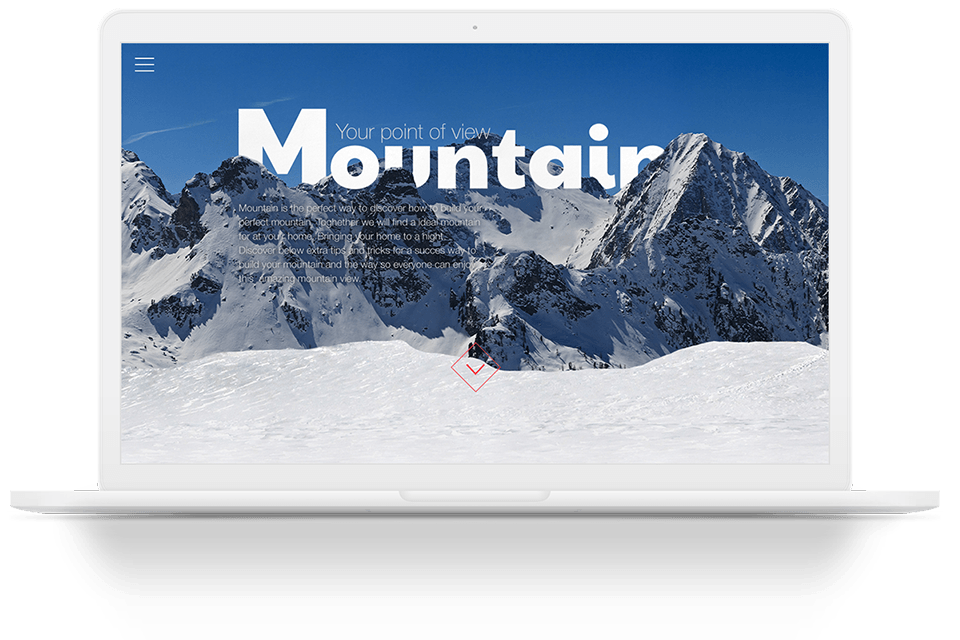 Your point of view
Mountain
Mountain is the perfect way to discover how to build your
perfect mountain. Toghether we will find a ideal mountain
for at your home. Bringing your home to a hight.
Discover below extra tips and tricks for a succes way to
build your mountain and the way so everyone can enjoy
this amazing mountain view.